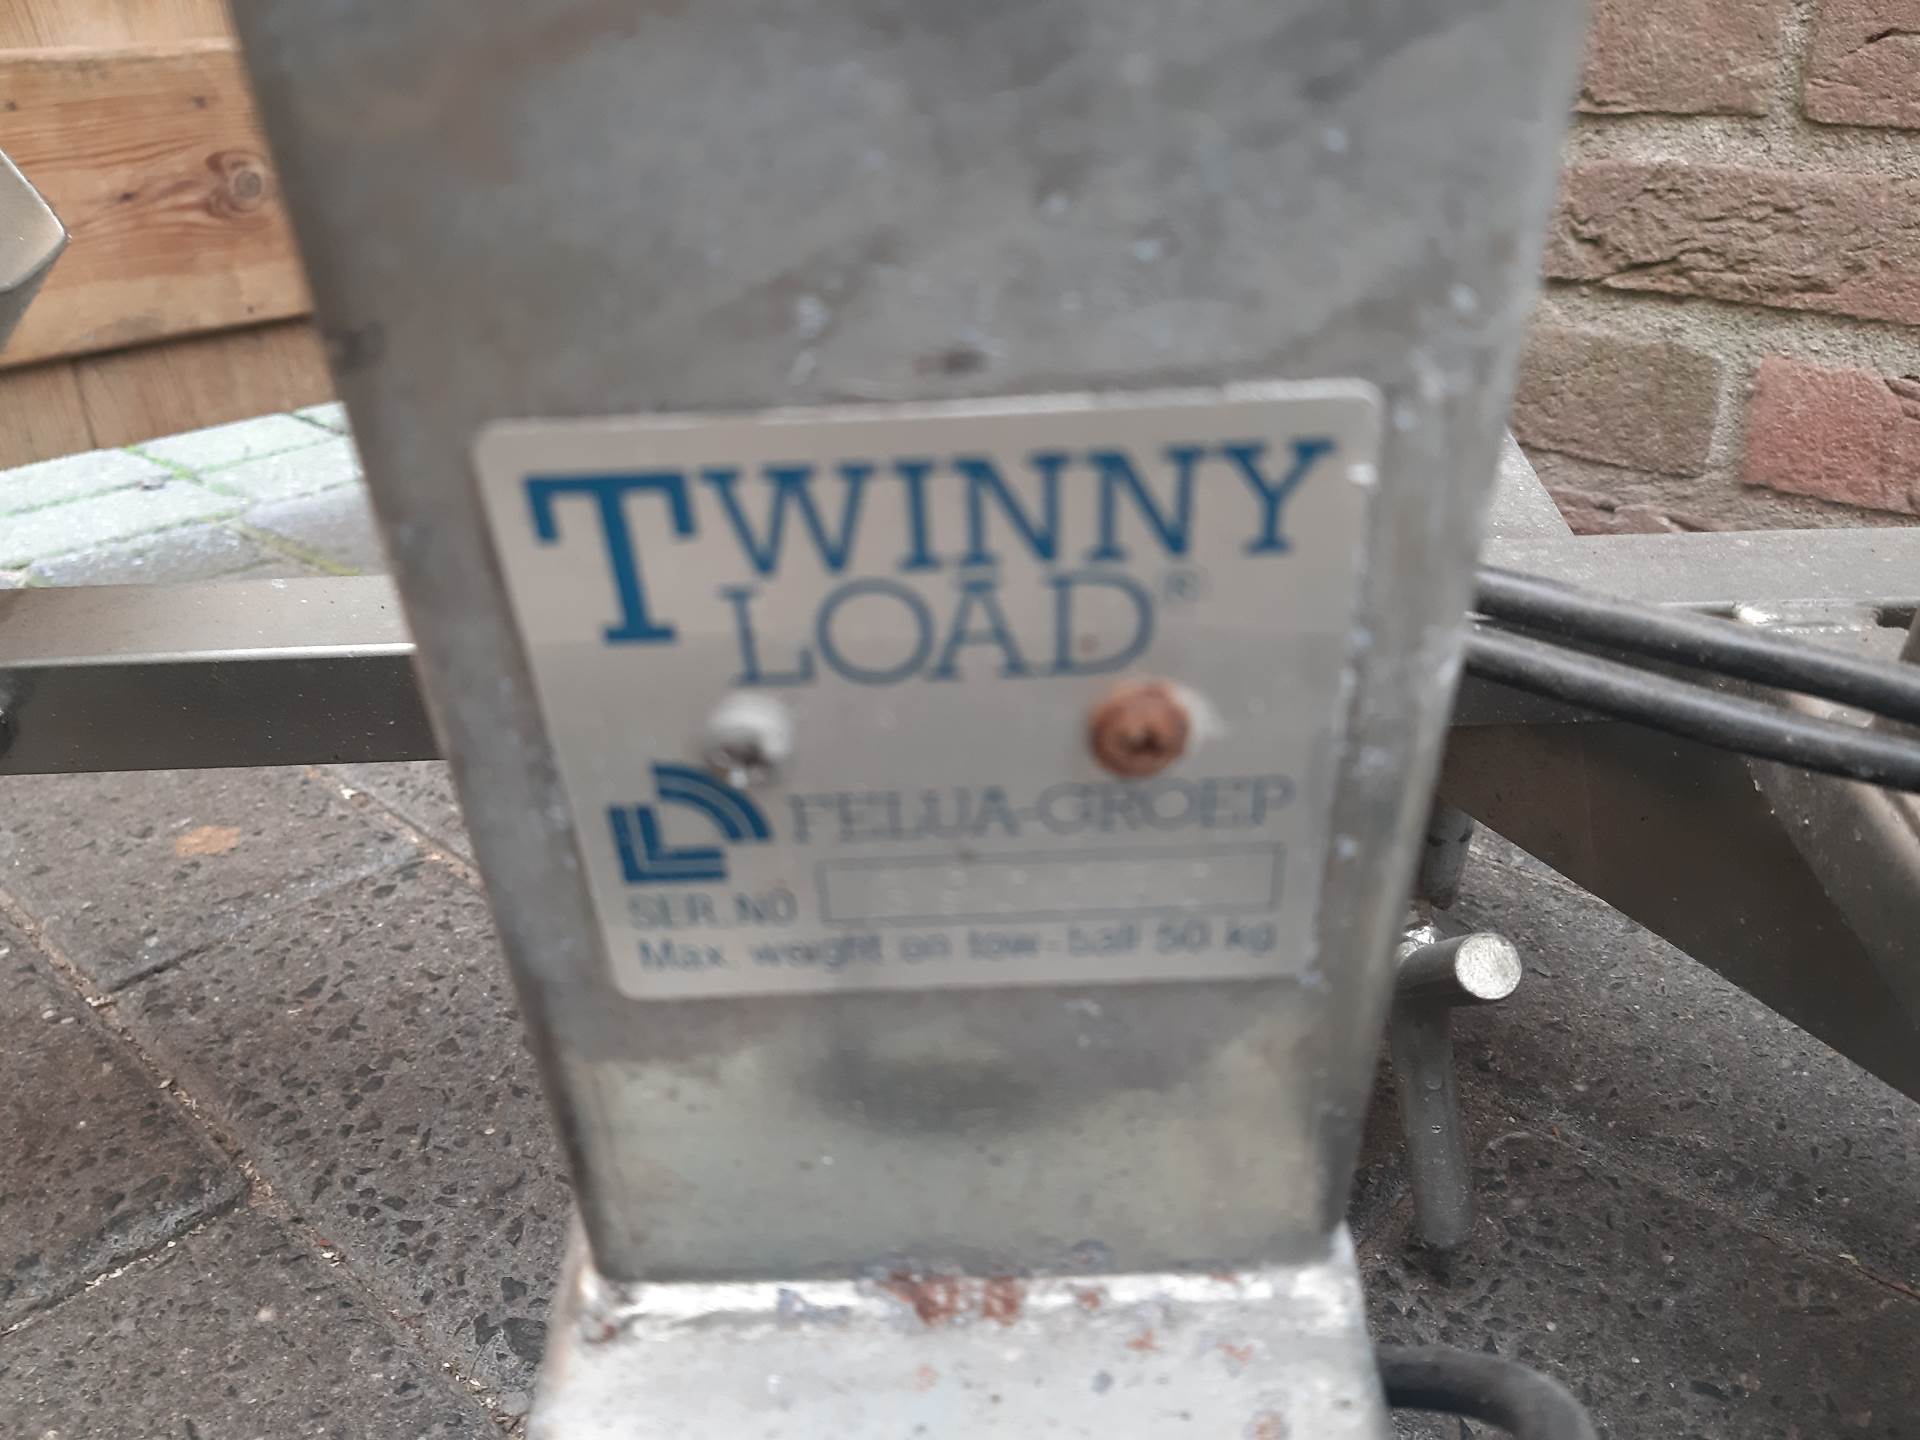 TWINNY
LOAD®
FELUA-GROEP
SER. NO
Max. weight on tow-ball 50 kg